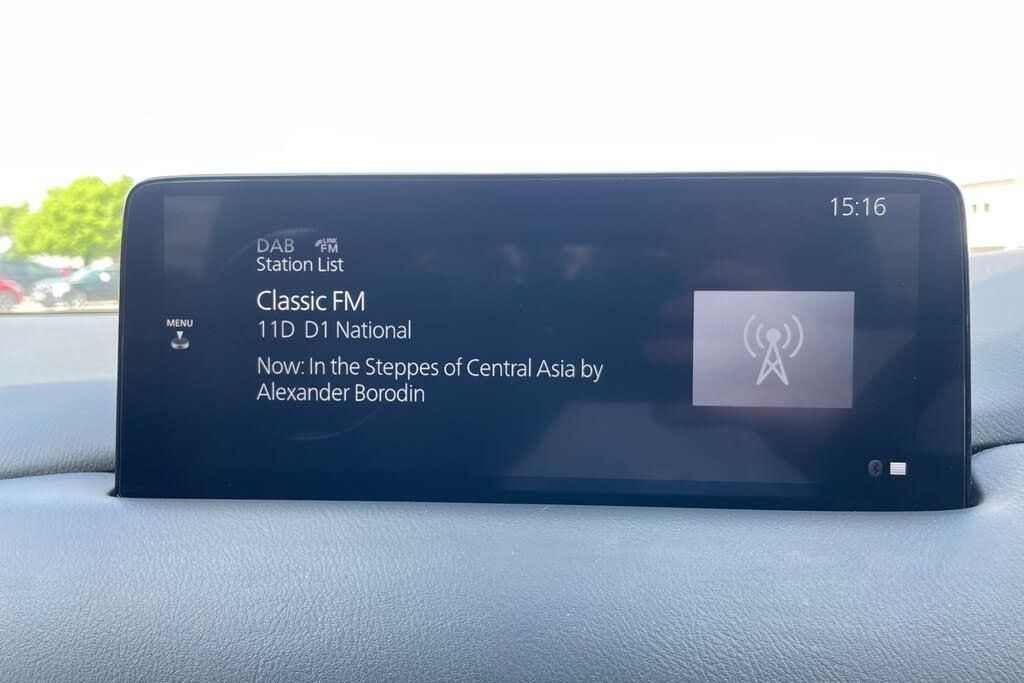 15:16
DAB LINK FM
Station List
Classic FM
11D D1 National
MENU
Now: In the Steppes of Central Asia by
Alexander Borodin